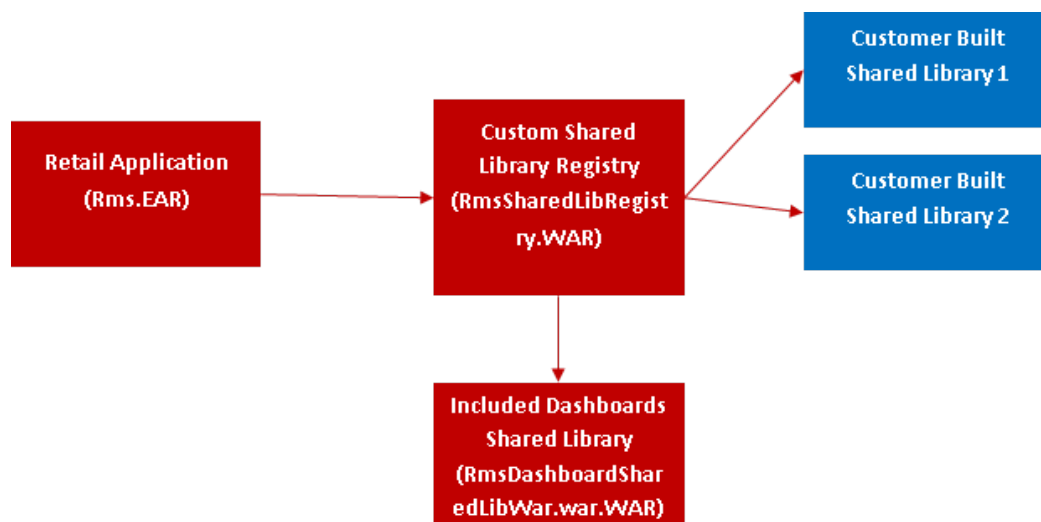 Retail Application
(Rms.EAR)
Custom Shared
Library Registry
(RmsSharedLibRegist
ry.WAR)
Customer Built
Shared Library 1
Customer Built
Shared Library 2
Included Dashboards
Shared Library
(RmsDashboardShar
edLibWar.war.WAR)